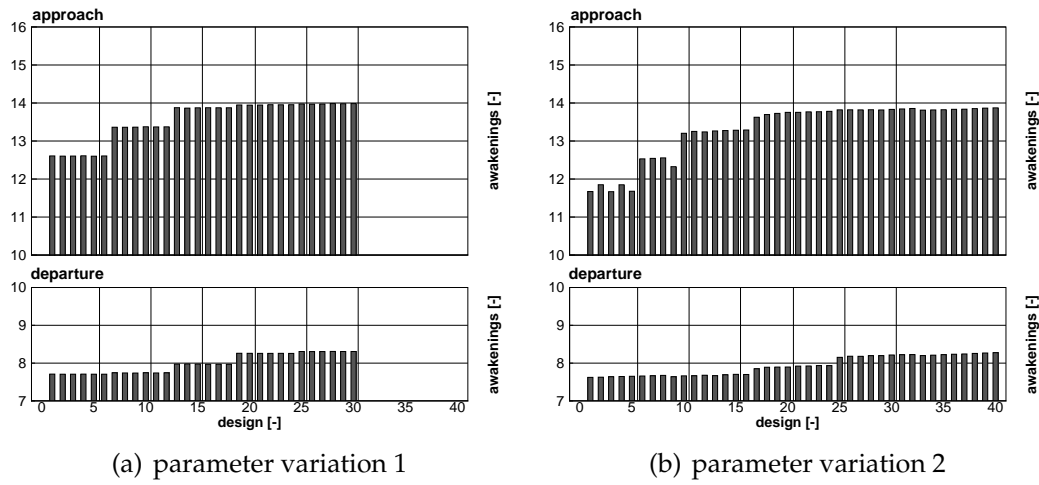 approach
16
15
14
13
12
11
10
awakenings [-]
departure
10
9
8
7
awakenings [-]
0 5 10 15 20 25 30 35 40
design [-]
(a) parameter variation 1
approach
16
15
14
13
12
11
10
awakenings [-]
departure
10
9
8
7
awakenings [-]
0 5 10 15 20 25 30 35 40
design [-]
(b) parameter variation 2